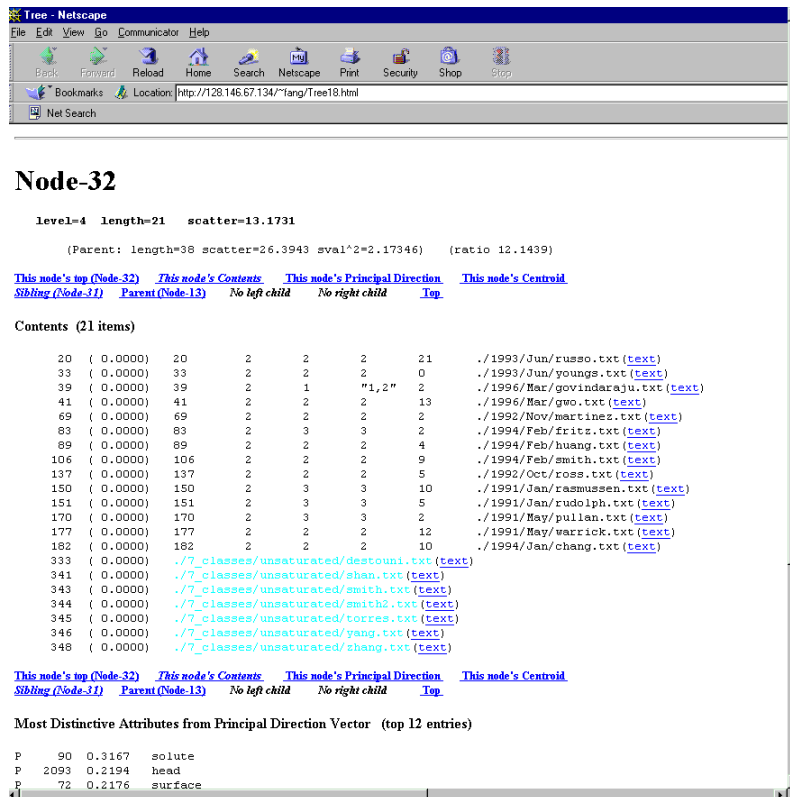 Tree - Netscape
File Edit View Go Communicator Help
Back Forward Reload Home Search Netscape Print Security Shop Stop
Bookmarks Location: http://128.146.67.134/~fang/Tree18.html
Net Search
Node-32
level=4 length=21 scatter=13.1731
(Parent: length=38 scatter=26.3943 sval^2=2.17346) (ratio 12.1439)
This node's top (Node-32) This node's Contents This node's Principal Direction This node's Centroid
Sibling (Node-31) Parent (Node-13) No left child No right child Top
Contents (21 items)
20 ( 0.0000) 20 2 2 2 21 ./1993/Jun/russo.txt(text)
33 ( 0.0000) 33 2 2 2 0 ./1993/Jun/youngs.txt(text)
39 ( 0.0000) 39 2 1 "1,2" 2 ./1996/Mar/govindaraju.txt(text)
41 ( 0.0000) 41 2 2 2 13 ./1996/Mar/gwo.txt(text)
69 ( 0.0000) 69 2 2 2 2 ./1992/Nov/martinez.txt(text)
83 ( 0.0000) 83 2 3 3 2 ./1994/Feb/fritz.txt(text)
89 ( 0.0000) 89 2 2 2 4 ./1994/Feb/huang.txt(text)
106 ( 0.0000) 106 2 2 2 9 ./1994/Feb/smith.txt(text)
137 ( 0.0000) 137 2 2 2 5 ./1992/Oct/ross.txt(text)
150 ( 0.0000) 150 2 3 3 10 ./1991/Jan/rasmussen.txt(text)
151 ( 0.0000) 151 2 3 3 5 ./1991/Jan/rudolph.txt(text)
170 ( 0.0000) 170 2 3 3 2 ./1991/May/pullan.txt(text)
177 ( 0.0000) 177 2 2 2 12 ./1991/May/warrick.txt(text)
182 ( 0.0000) 182 2 2 2 10 ./1994/Jan/chang.txt(text)
333 ( 0.0000) ./7_classes/unsaturated/destouni.txt(text)
341 ( 0.0000) ./7_classes/unsaturated/shan.txt(text)
343 ( 0.0000) ./7_classes/unsaturated/smith.txt(text)
344 ( 0.0000) ./7_classes/unsaturated/smith2.txt(text)
345 ( 0.0000) ./7_classes/unsaturated/torres.txt(text)
346 ( 0.0000) ./7_classes/unsaturated/yang.txt(text)
348 ( 0.0000) ./7_classes/unsaturated/zhang.txt(text)
This node's top (Node-32) This node's Contents This node's Principal Direction This node's Centroid
Sibling (Node-31) Parent (Node-13) No left child No right child Top
Most Distinctive Attributes from Principal Direction Vector (top 12 entries)
P 90 0.3167 solute
P 2093 0.2194 head
P 72 0.2176 surface